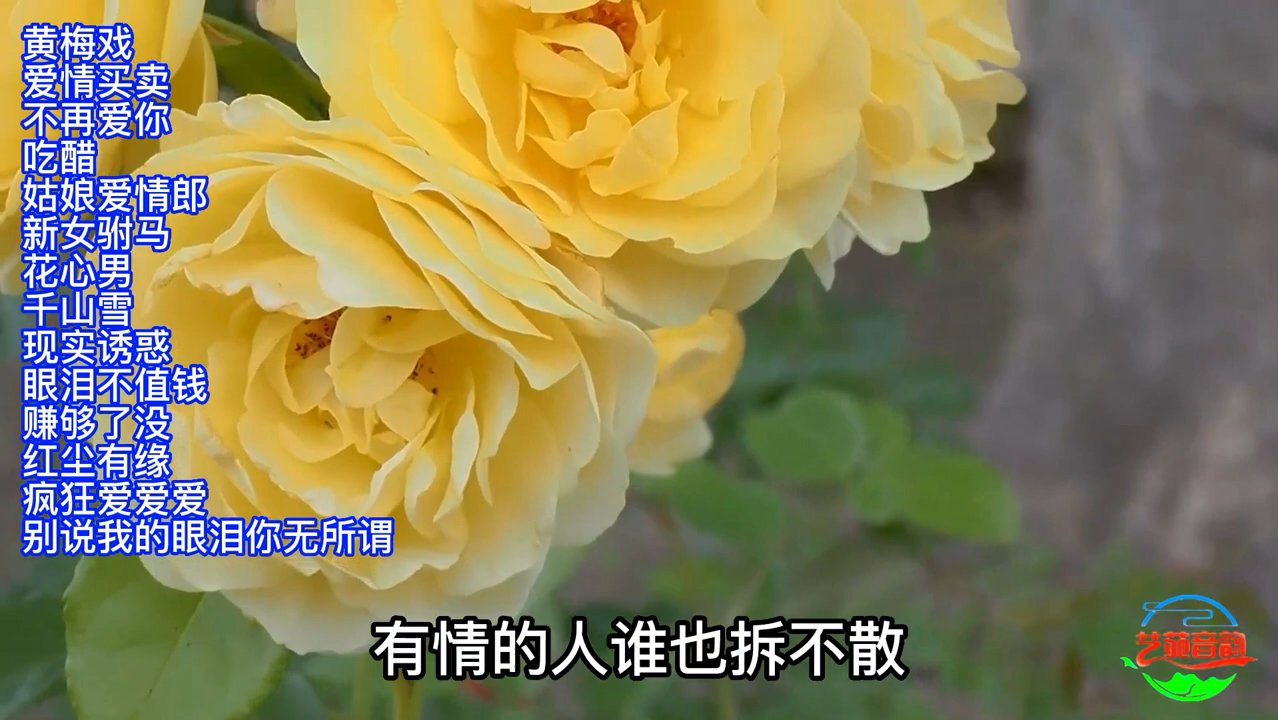 黄梅戏
爱情买卖
不再爱你
吃醋
姑娘爱情郎
新女驸马
花心男
千山雪
现实诱惑
眼泪不值钱
赚够了没
红尘有缘
疯狂爱爱爱
别说我的眼泪你无所谓
有情的人谁也拆不散
艺苑音韵